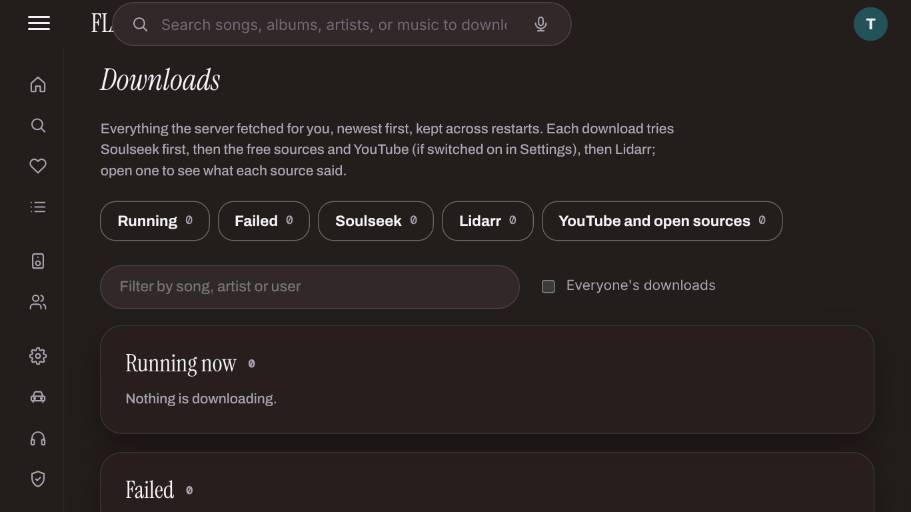 FL
Search songs, albums, artists, or music to downl
T
Downloads
Everything the server fetched for you, newest first, kept across restarts. Each download tries
Soulseek first, then the free sources and YouTube (if switched on in Settings), then Lidarr;
open one to see what each source said.
Running 0
Failed 0
Soulseek 0
Lidarr 0
YouTube and open sources 0
Filter by song, artist or user
Everyone's downloads
Running now 0
Nothing is downloading.
Failed 0